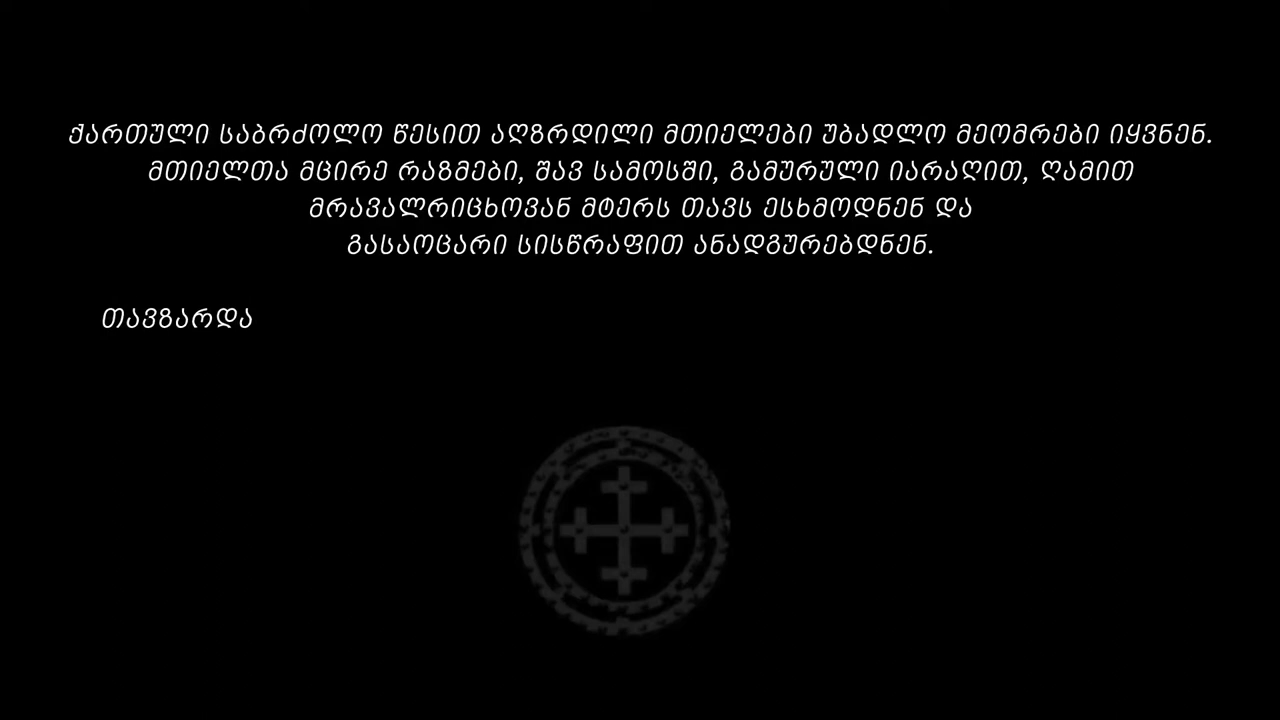 ქართული საბრძოლო წესით აღზრდილი მთიელები უბადლო მეომრები იყვნენ.
მთიელთა მცირე რაზმები, შავ სამოსში, გამურული იარაღით, ღამით
მრავალრიცხოვან მტერს თავს ესხმოდნენ და
გასაოცარი სისწრაფით ანადგურებდნენ.
თავზარდა